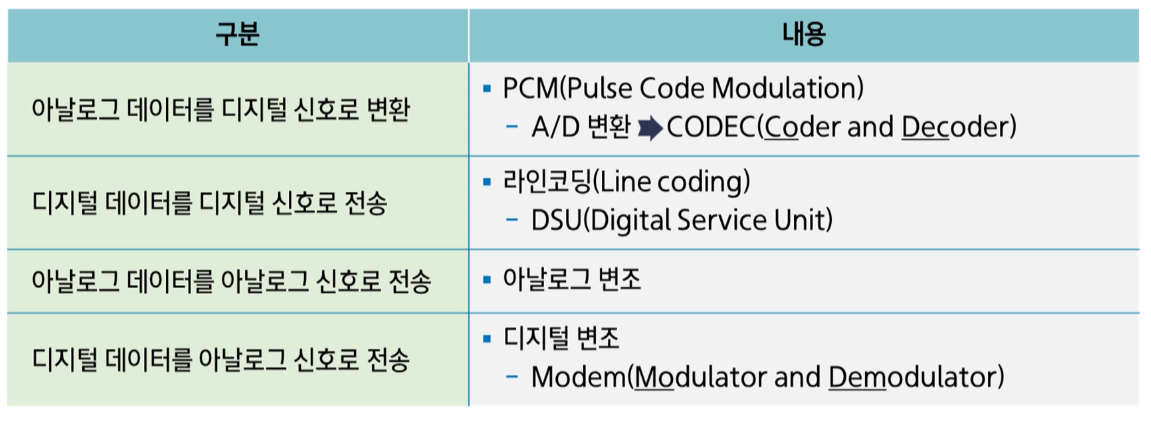 구분
내용
아날로그 데이터를 디지털 신호로 변환
▪ PCM(Pulse Code Modulation)
– A/D 변환 ➡ CODEC(Coder and Decoder)
디지털 데이터를 디지털 신호로 전송
▪ 라인코딩(Line coding)
– DSU(Digital Service Unit)
아날로그 데이터를 아날로그 신호로 전송
▪ 아날로그 변조
디지털 데이터를 아날로그 신호로 전송
▪ 디지털 변조
– Modem(Modulator and Demodulator)